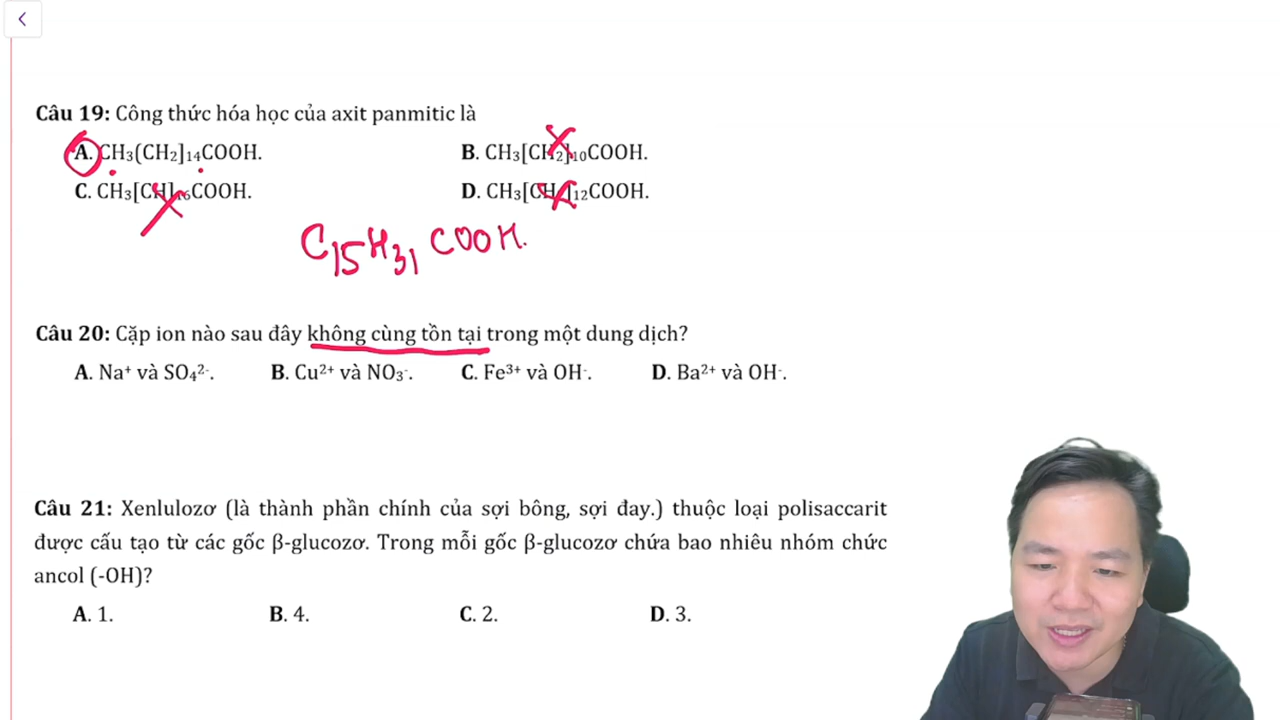 Câu 19: Công thức hóa học của axit panmitic là
A. CH₃(CH₂]₁₄COOH. B. CH₃[CH₂]₁₀COOH.
C. CH₃[CH]₁₆COOH. D. CH₃[CH₂]₁₂COOH.
C₁₅H₃₁COOH.
Câu 20: Cặp ion nào sau đây không cùng tồn tại trong một dung dịch?
A. Na⁺ và SO₄²⁻. B. Cu²⁺ và NO₃⁻. C. Fe³⁺ và OH⁻. D. Ba²⁺ và OH⁻.
Câu 21: Xenlulozơ (là thành phần chính của sợi bông, sợi đay.) thuộc loại polisaccarit
được cấu tạo từ các gốc β-glucozơ. Trong mỗi gốc β-glucozơ chứa bao nhiêu nhóm chức
ancol (-OH)?
A. 1. B. 4. C. 2. D. 3.